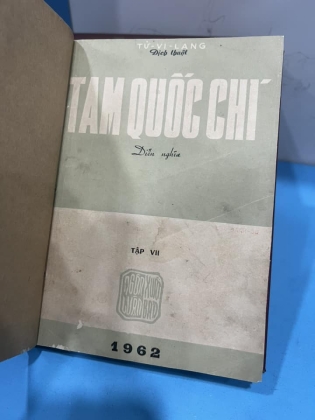 TỬ-VI-LANG
Dịch thuật
TAM QUỐC CHÍ
Diễn nghĩa
TẬP VII
1962